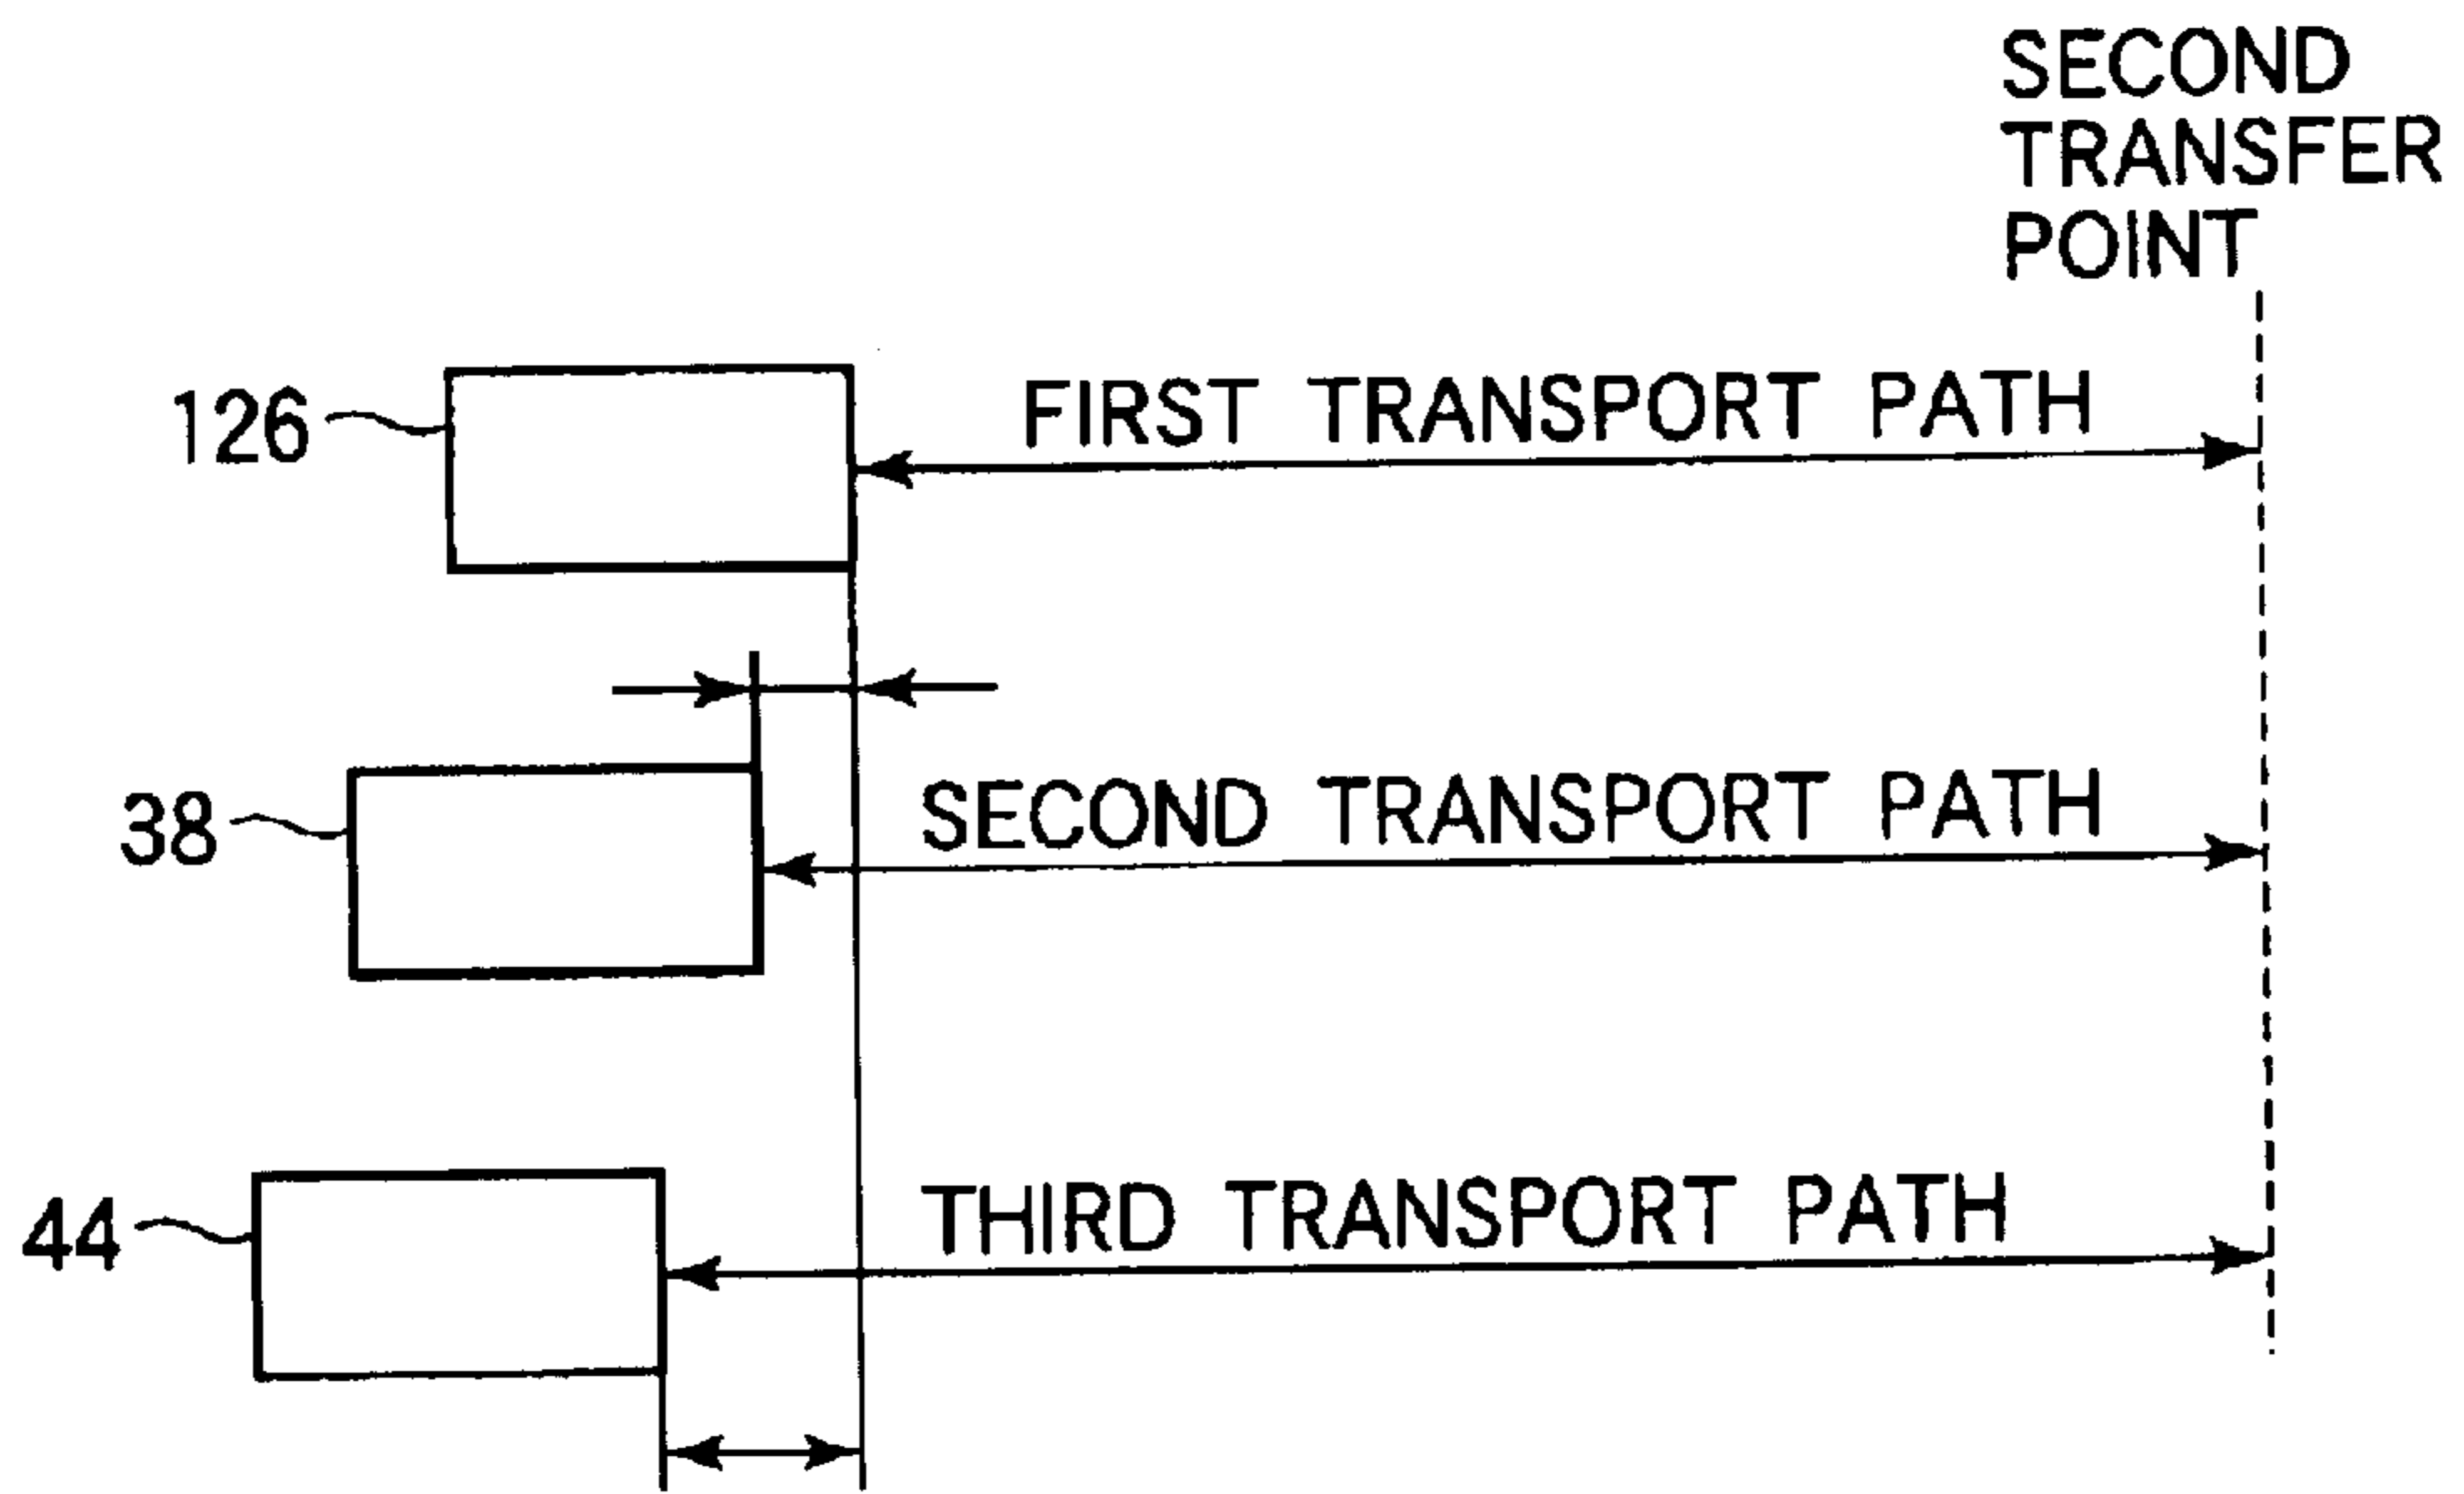 SECOND
TRANSFER
POINT
126
FIRST TRANSPORT PATH
38
SECOND TRANSPORT PATH
44
THIRD TRANSPORT PATH